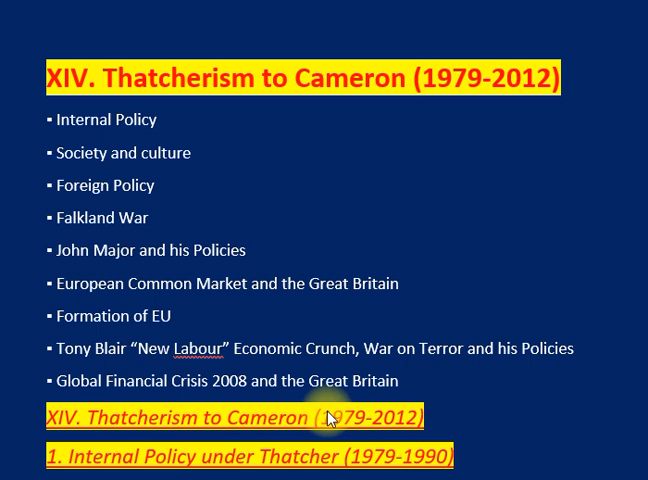 XIV. Thatcherism to Cameron (1979-2012)
▪ Internal Policy
▪ Society and culture
▪ Foreign Policy
▪ Falkland War
▪ John Major and his Policies
▪ European Common Market and the Great Britain
▪ Formation of EU
▪ Tony Blair “New Labour” Economic Crunch, War on Terror and his Policies
▪ Global Financial Crisis 2008 and the Great Britain
XIV. Thatcherism to Cameron (1979-2012)
1. Internal Policy under Thatcher (1979-1990)